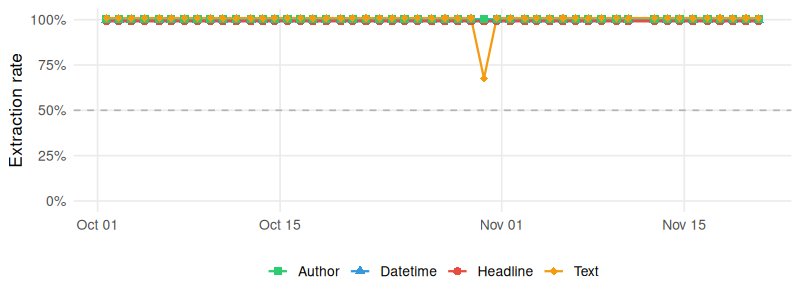 Extraction rate
100%
75%
50%
25%
0%
Oct 01 Oct 15 Nov 01 Nov 15
Author Datetime Headline Text